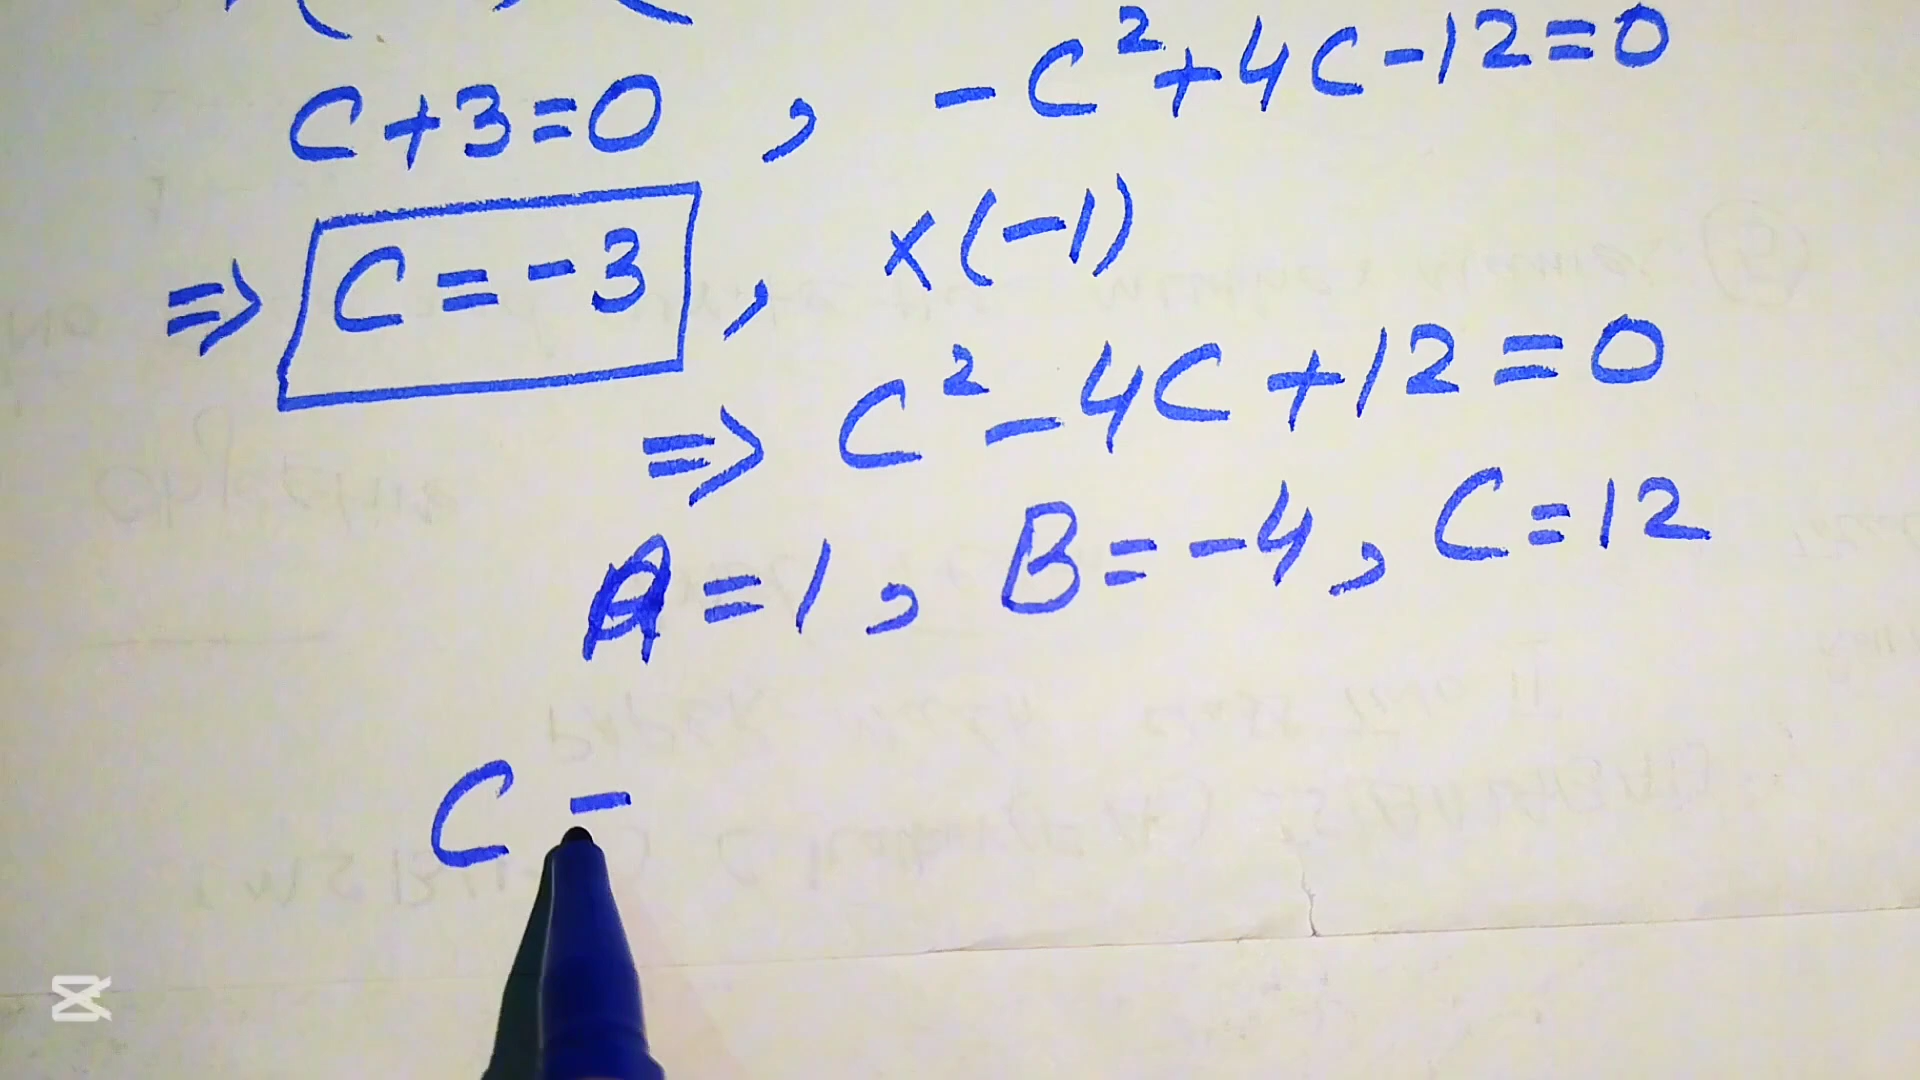 C+3=0 , -C²+4C-12=0
⇒ C=-3 , ×(-1)
⇒ C²-4C+12=0
A=1, B=-4, C=12
C -